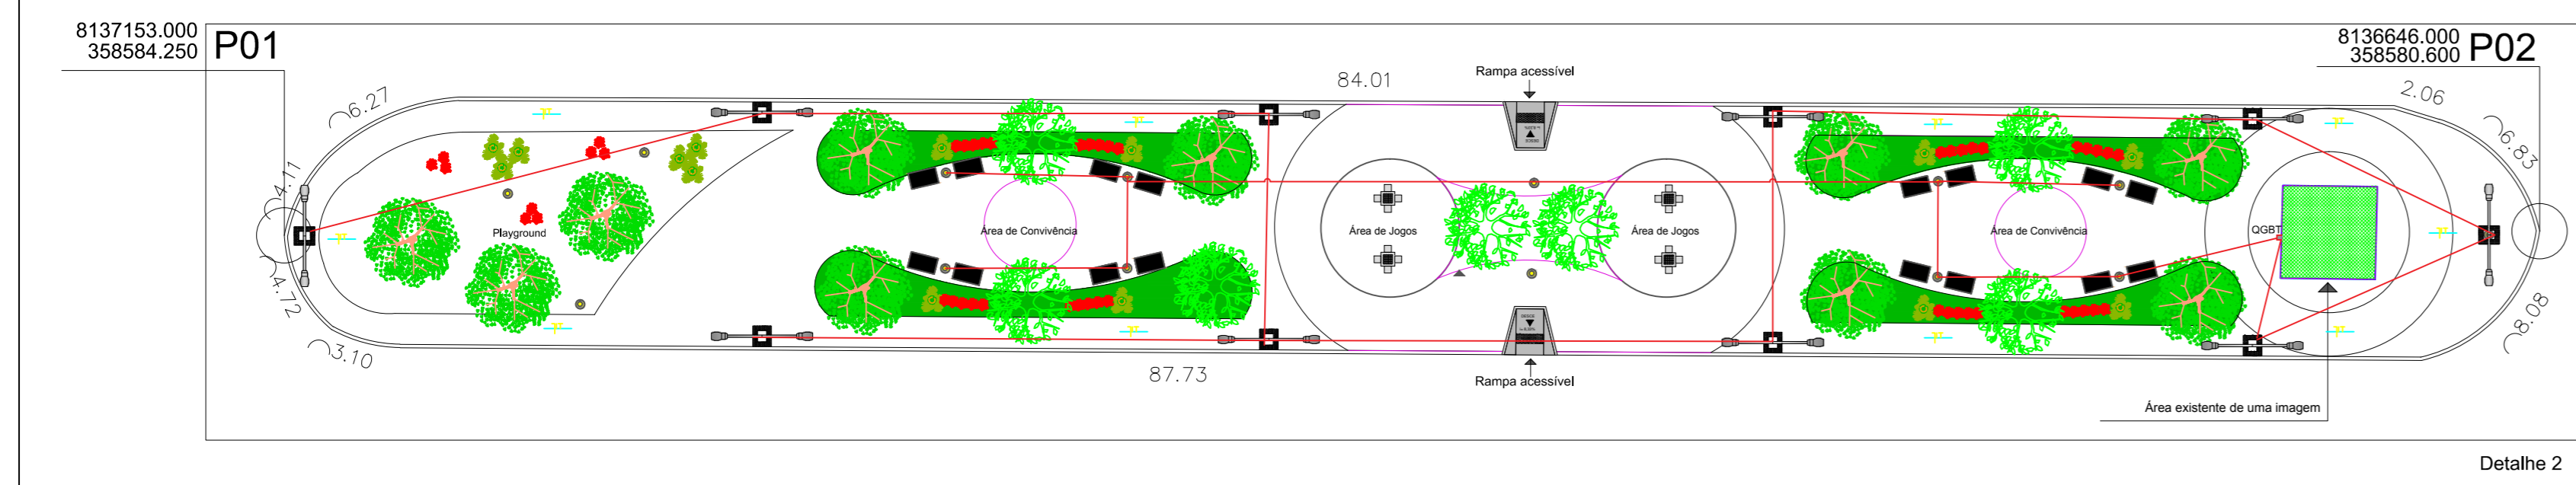 8137153.000
358584.250
P01
8136646.000
358580.600
P02
84.01
Rampa acessível
6.27
2.06
6.83
4.11
Playground
Área de Convivência
Área de Jogos
Área de Jogos
Área de Convivência
QGBT
4.72
8.08
3.10
87.73
Rampa acessível
Área existente de uma imagem
Detalhe 2